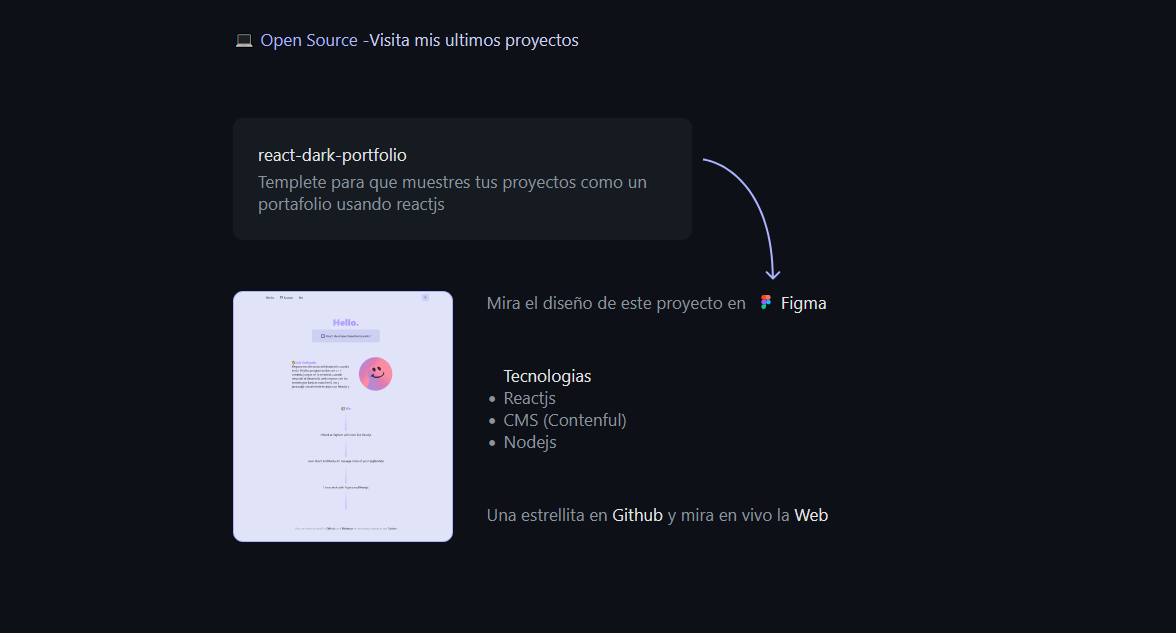 Open Source -Visita mis ultimos proyectos
react-dark-portfolio
Templete para que muestres tus proyectos como un
portafolio usando reactjs
Mira el diseño de este proyecto en Figma
Hello.
Tecnologias
Reactjs
CMS (Contenful)
Nodejs
Una estrellita en Github y mira en vivo la Web